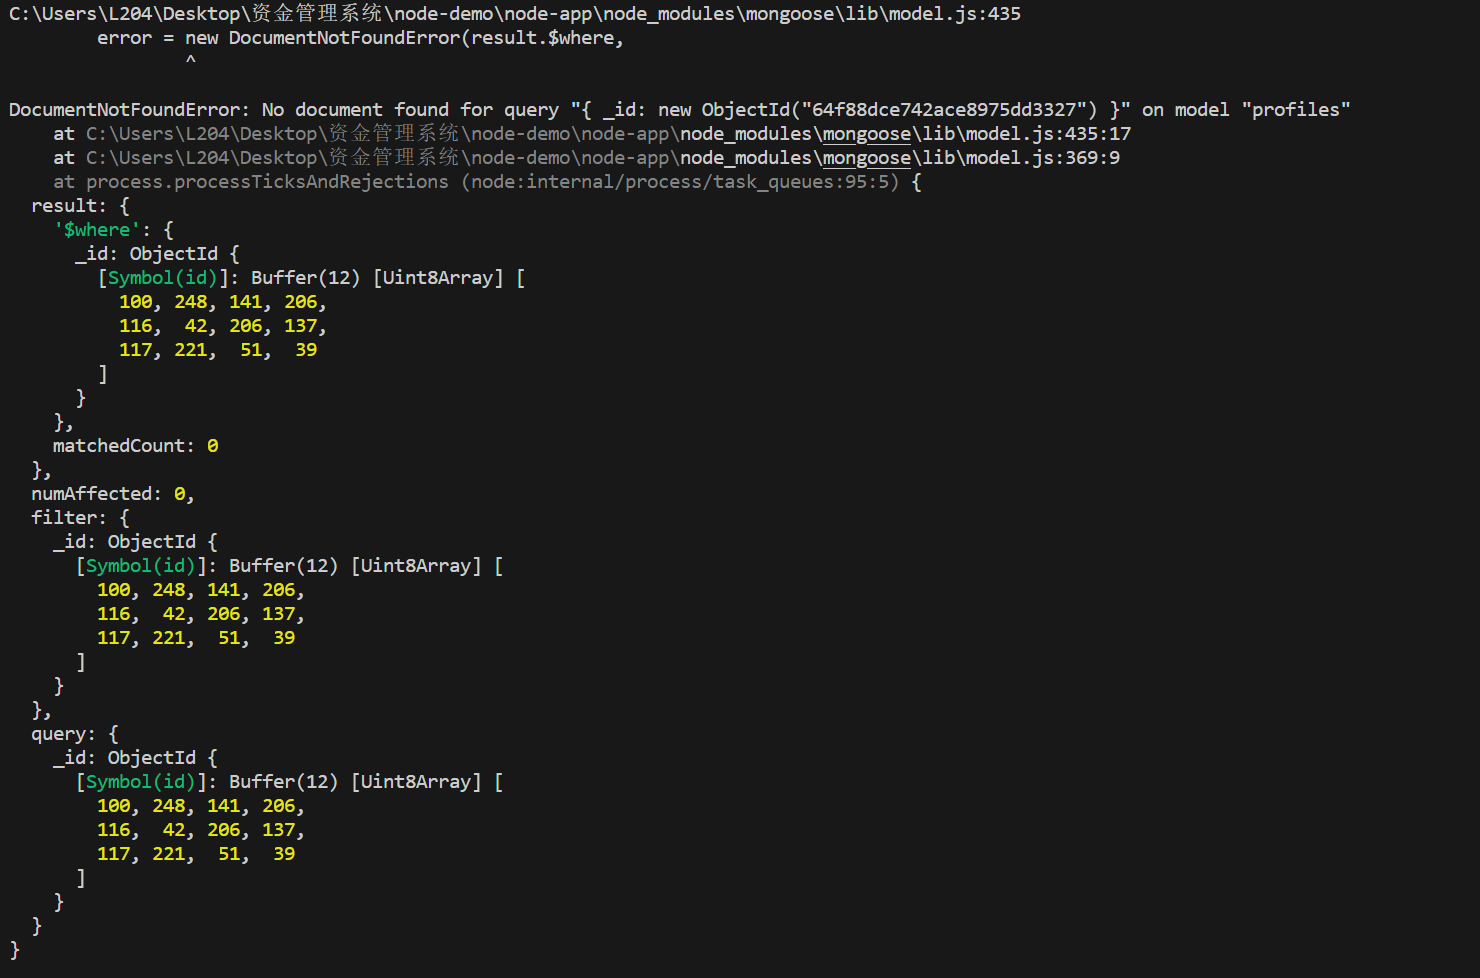 C:\Users\L204\Desktop\资金管理系统\node-demo\node-app\node_modules\mongoose\lib\model.js:435
        error = new DocumentNotFoundError(result.$where,
                ^

DocumentNotFoundError: No document found for query "{ _id: new ObjectId("64f88dce742ace8975dd3327") }" on model "profiles"
    at C:\Users\L204\Desktop\资金管理系统\node-demo\node-app\node_modules\mongoose\lib\model.js:435:17
    at C:\Users\L204\Desktop\资金管理系统\node-demo\node-app\node_modules\mongoose\lib\model.js:369:9
    at process.processTicksAndRejections (node:internal/process/task_queues:95:5) {
  result: {
    '$where': {
      _id: ObjectId {
        [Symbol(id)]: Buffer(12) [Uint8Array] [
          100, 248, 141, 206,
          116,  42, 206, 137,
          117, 221,  51,  39
        ]
      }
    },
    matchedCount: 0
  },
  numAffected: 0,
  filter: {
    _id: ObjectId {
      [Symbol(id)]: Buffer(12) [Uint8Array] [
        100, 248, 141, 206,
        116,  42, 206, 137,
        117, 221,  51,  39
      ]
    }
  },
  query: {
    _id: ObjectId {
      [Symbol(id)]: Buffer(12) [Uint8Array] [
        100, 248, 141, 206,
        116,  42, 206, 137,
        117, 221,  51,  39
      ]
    }
  }
}